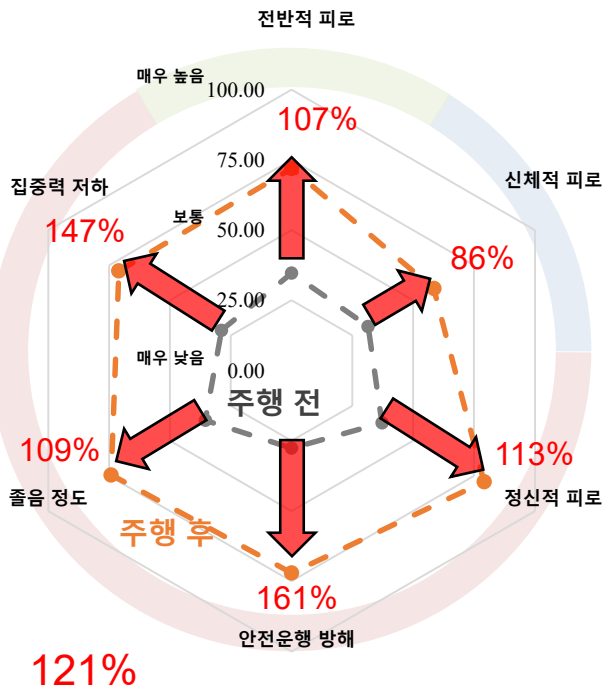 전반적 피로
매우 높음
100.00
107%
75.00
신체적 피로
집중력 저하
147%
보통
50.00
86%
25.00
매우 낮음
0.00
주행 전
109%
113%
졸음 정도
정신적 피로
주행 후
161%
안전운행 방해
121%